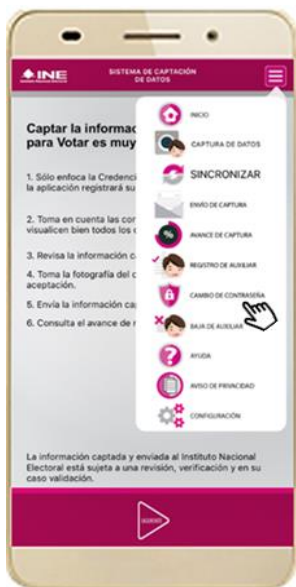 INE
SISTEMA DE CAPTACIÓN
DE DATOS
Captar la informac
para Votar es muy
1. Sólo enfoca la Credenci
la aplicación registrará su
2. Toma en cuenta las cor
visualicen bien todos los
3. Revisa la información c
4. Toma la fotografía del c
aceptación.
5. Envía la información ca
6. Consulta el avance de
INICIO
CAPTURA DE DATOS
SINCRONIZAR
ENVÍO DE CAPTURA
%
AVANCE DE CAPTURA
REGISTRO DE AUXILIAR
CAMBIO DE CONTRASEÑA
BAJA DE AUXILIAR
?
AYUDA
AVISO DE PRIVACIDAD
CONFIGURACIÓN
La información captada y enviada al Instituto Nacional
Electoral está sujeta a una revisión, verificación y en su
caso validación.